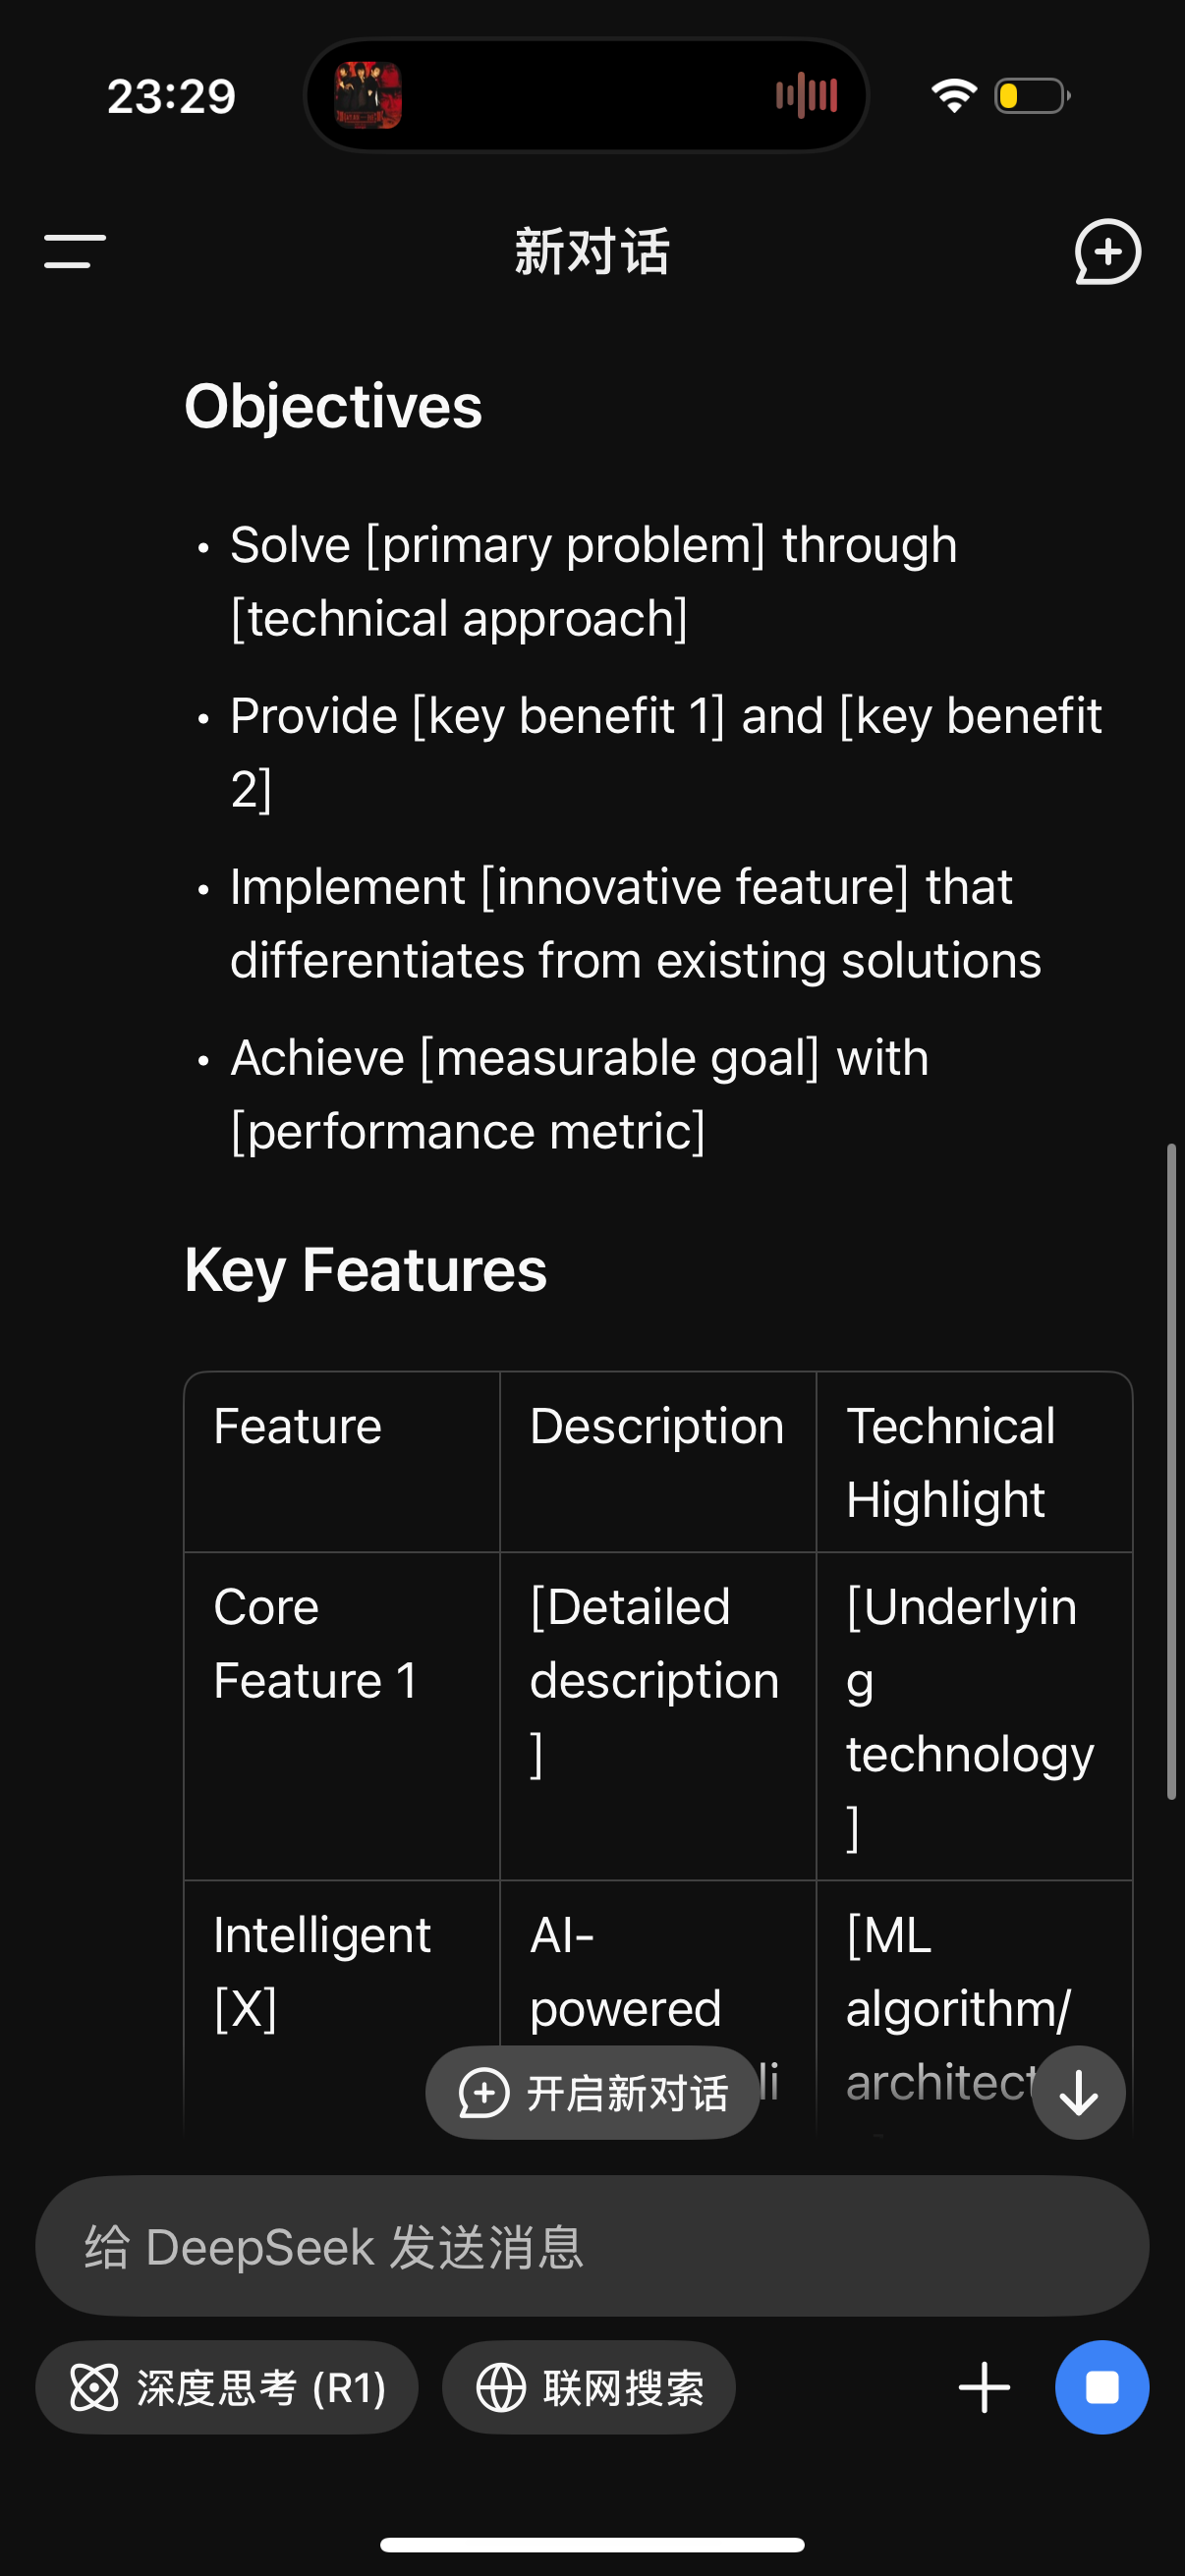 23:29
新对话
Objectives
• Solve [primary problem] through
[technical approach]
• Provide [key benefit 1] and [key benefit
2]
• Implement [innovative feature] that
differentiates from existing solutions
• Achieve [measurable goal] with
[performance metric]
Key Features
Feature
Description
Technical
Highlight
Core
Feature 1
[Detailed
description
]
[Underlyin
g
technology
]
Intelligent
[X]
AI-
powered
li
[ML
algorithm/
architect
开启新对话
给 DeepSeek 发送消息
深度思考 (R1)
联网搜索